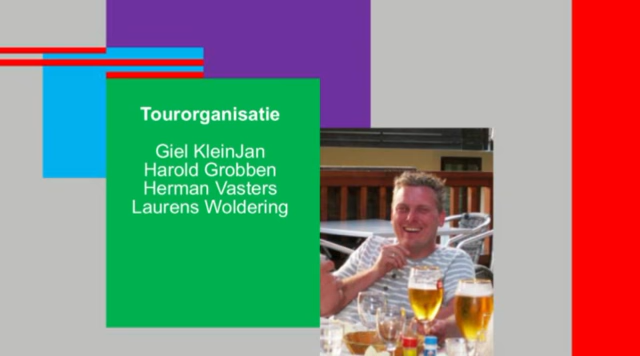 Tourorganisatie
Giel KleinJan
Harold Grobben
Herman Vasters
Laurens Woldering